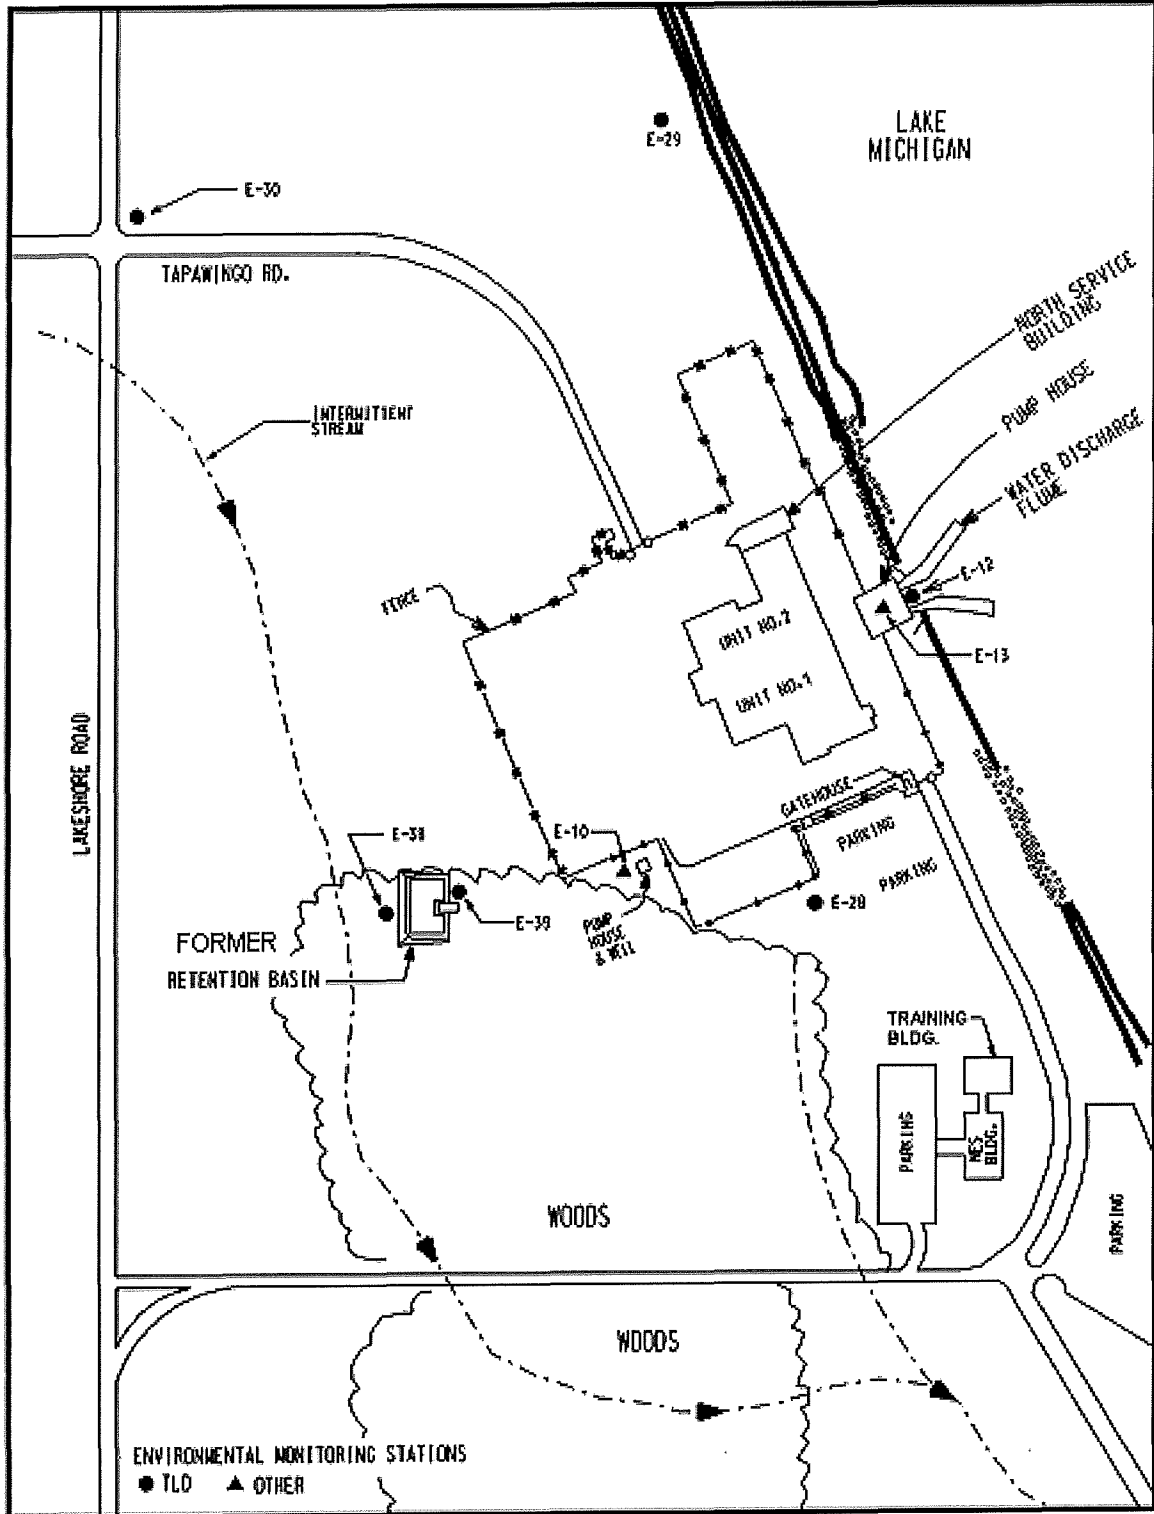 LAKE
MICHIGAN
E-29
E-30
TAPAWINGO RD.
NORTH SERVICE
BUILDING
PUMP HOUSE
WATER DISCHARGE
FLUME
INTERMITTENT
STREAM
E-12
FENCE
UNIT NO.2
E-13
UNIT NO.1
LAKESHORE ROAD
GATEHOUSE
E-38
E-10
PARKING
PARKING
E-28
E-39
PUMP
HOUSE
& WELL
FORMER
RETENTION BASIN
TRAINING
BLDG.
PARKING
NES
BLDG.
PARKING
WOODS
WOODS
ENVIRONMENTAL MONITORING STATIONS
TLD
OTHER